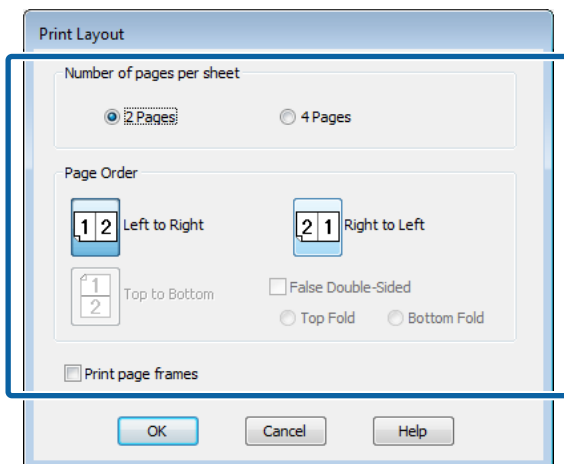 Print Layout
Number of pages per sheet
2 Pages 4 Pages
Page Order
1 2 Left to Right 2 1 Right to Left
1
2
Top to Bottom
False Double-Sided
Top Fold Bottom Fold
Print page frames
OK Cancel Help